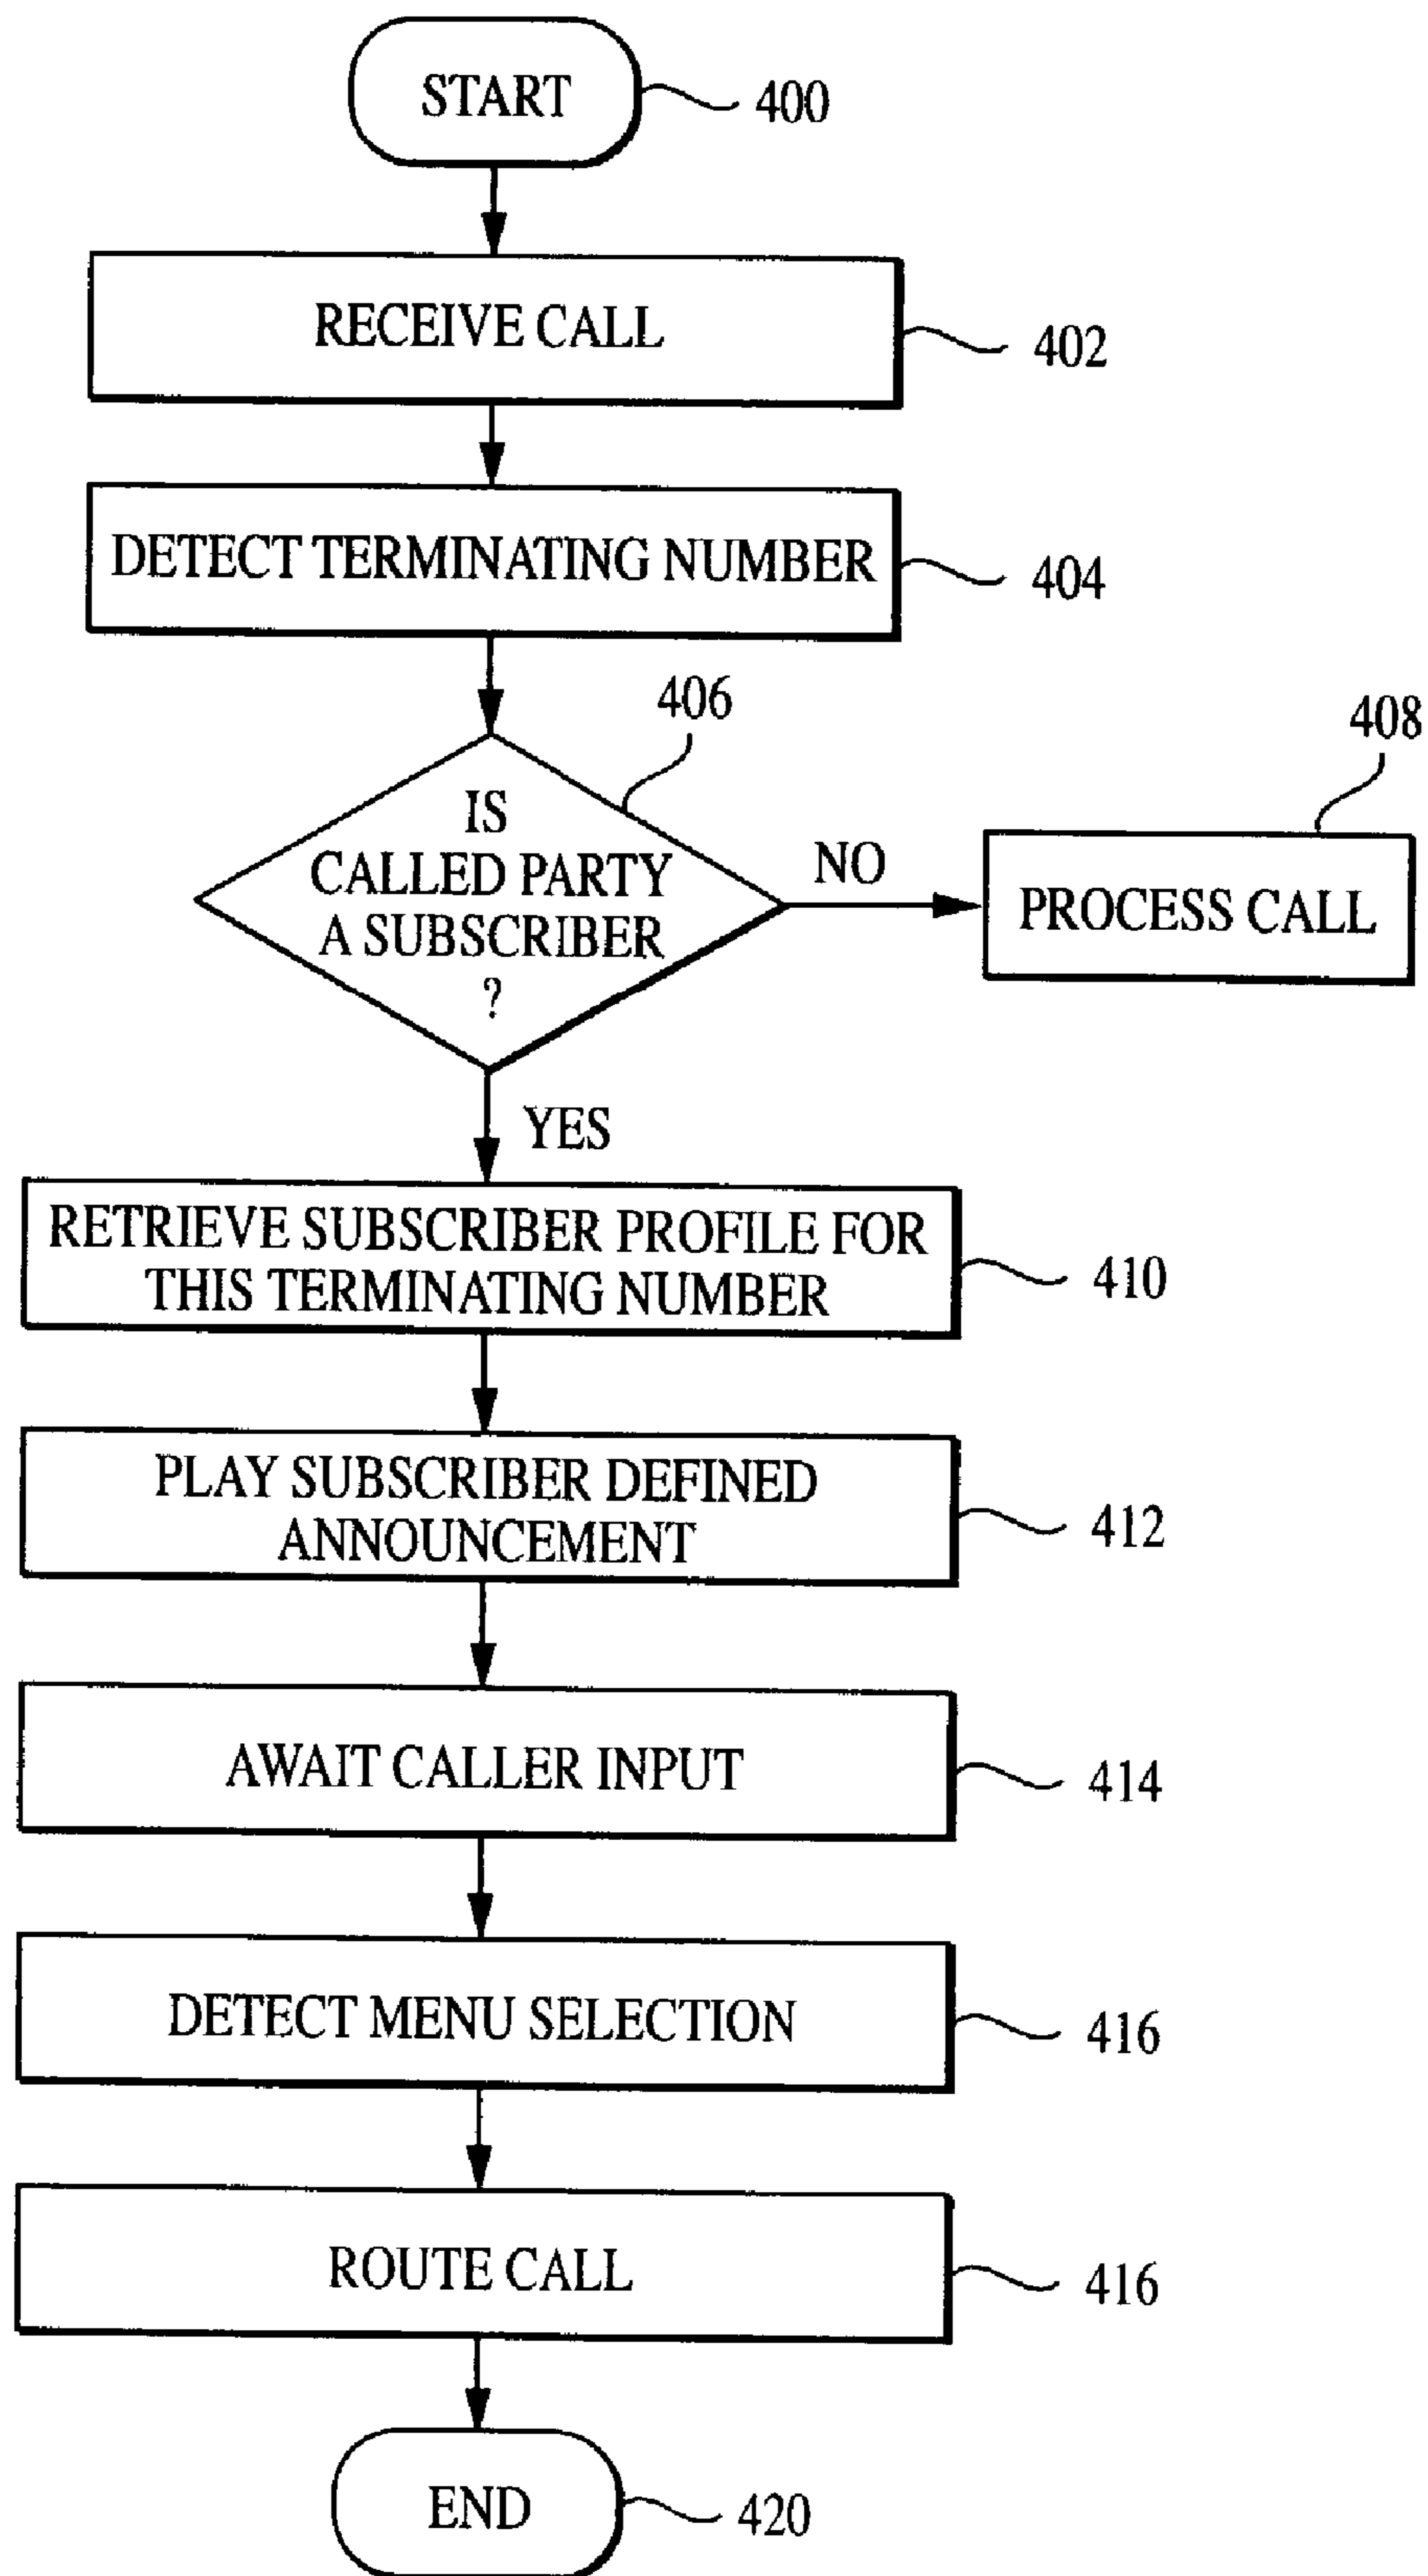 START
400
RECEIVE CALL
402
DETECT TERMINATING NUMBER
404
406
408
IS
CALLED PARTY
A SUBSCRIBER
?
NO
PROCESS CALL
YES
RETRIEVE SUBSCRIBER PROFILE FOR
THIS TERMINATING NUMBER
410
PLAY SUBSCRIBER DEFINED
ANNOUNCEMENT
412
AWAIT CALLER INPUT
414
DETECT MENU SELECTION
416
ROUTE CALL
416
END
420